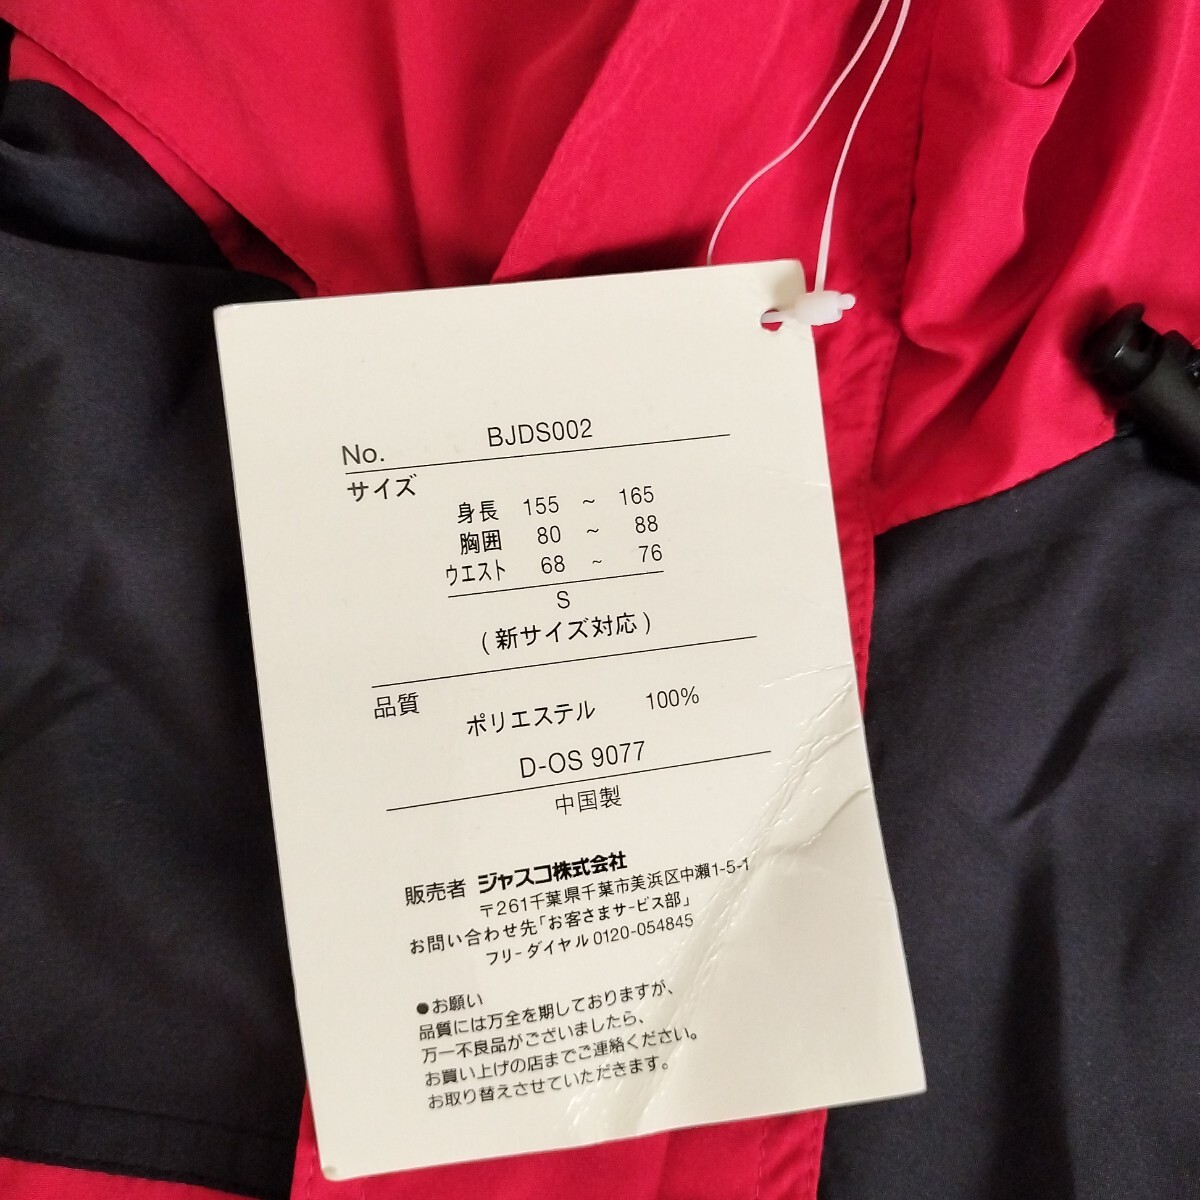 No. BJDS002
サイズ
身長 155 ~ 165
胸囲 80 ~ 88
ウエスト 68 ~ 76
S
(新サイズ対応)
品質
ポリエステル 100%
D-OS 9077
中国製
販売者 ジャスコ株式会社
〒261千葉県千葉市美浜区中瀬1-5-1
お問い合わせ先「お客さまサービス部」
フリーダイヤル 0120-054845
●お願い
品質には万全を期しておりますが、
万一不良品がございましたら、
お買い上げの店までご連絡ください。
お取り替えさせていただきます。